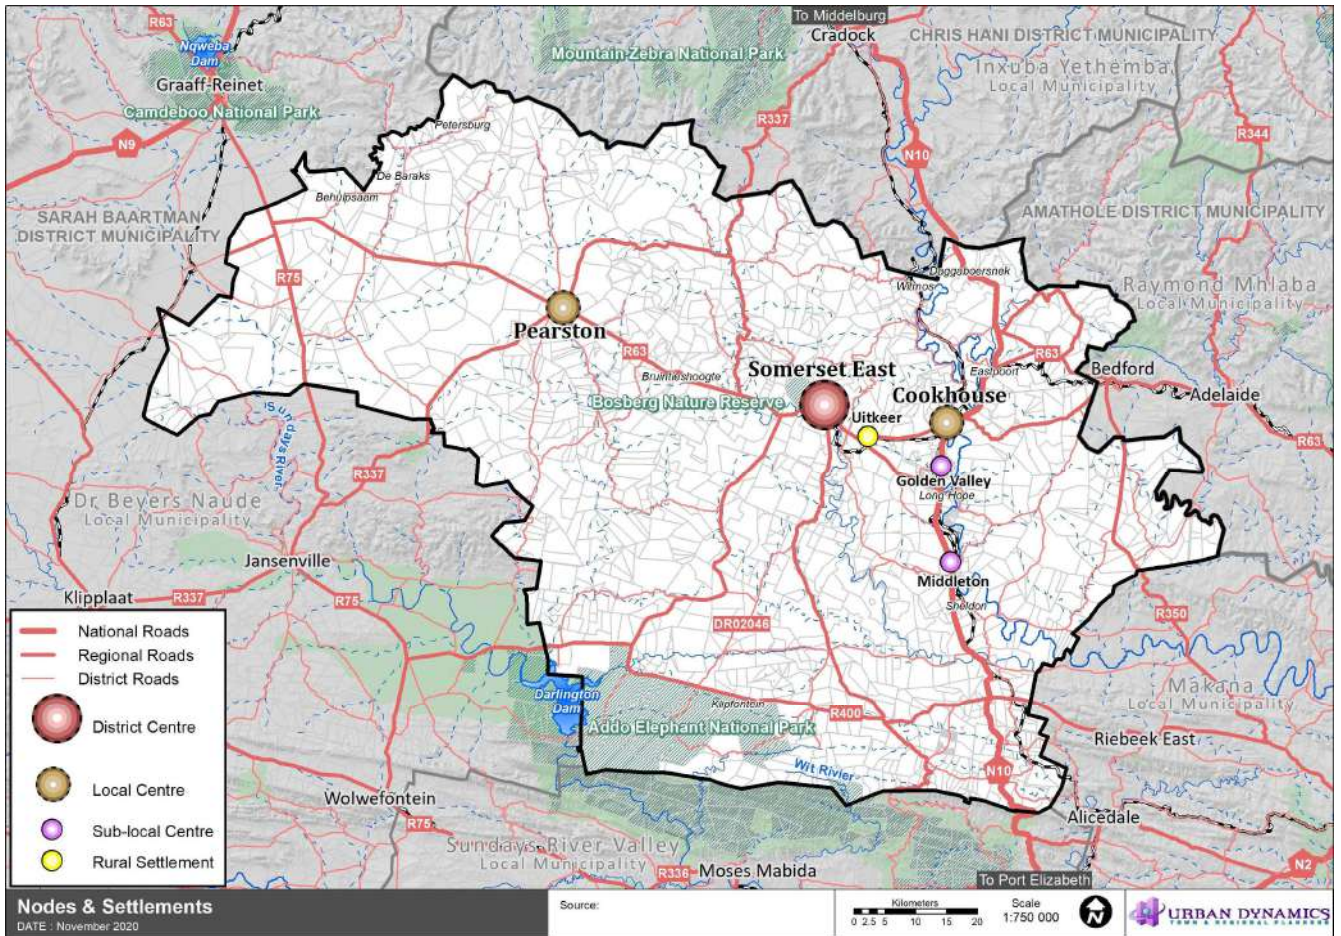 To Middelburg
Cradock
CHRIS HANI DISTRICT MUNICIPALITY
R63
Nqweba
Dam
Mountain Zebra National Park
Inxuba Yethemba
Local Municipality
Graaff-Reinet
Camdeboo National Park
Petersburg
R337
R344
N9
N10
De Baraks
Behulpsaam
SARAH BAARTMAN
DISTRICT MUNICIPALITY
AMATHOLE DISTRICT MUNICIPALITY
R75
Daggaboersnek
Witmos
Raymond Mhlaba
Local Municipality
Pearston
R63
R63
Bruintjieshoogte
Somerset East
Eastpoort
Bedford
Bosberg Nature Reserve
Cookhouse
Adelaide
Uitkeer
Sundays River
R63
R337
Golden Valley
Long Hope
Dr Beyers Naude
Local Municipality
Jansenville
Middleton
Klipplaat
R337
R75
Sheldon
R350
DR02046
National Roads
Regional Roads
District Roads
District Centre
Local Centre
Sub-local Centre
Rural Settlement
Darlington
Dam
Klipfontein
R400
Addo Elephant National Park
Makana
Local Municipality
Riebeek East
Wit Rivier
N10
Wolwefontein
R75
Alicedale
Sundays River Valley
Local Municipality
R336
Moses Mabida
To Port Elizabeth
N2
Nodes & Settlements
DATE : November 2020
Source:
Kilometers
0 2.5 5 10 15 20
Scale
1:750 000
N
URBAN DYNAMICS
TOWN & REGIONAL PLANNERS